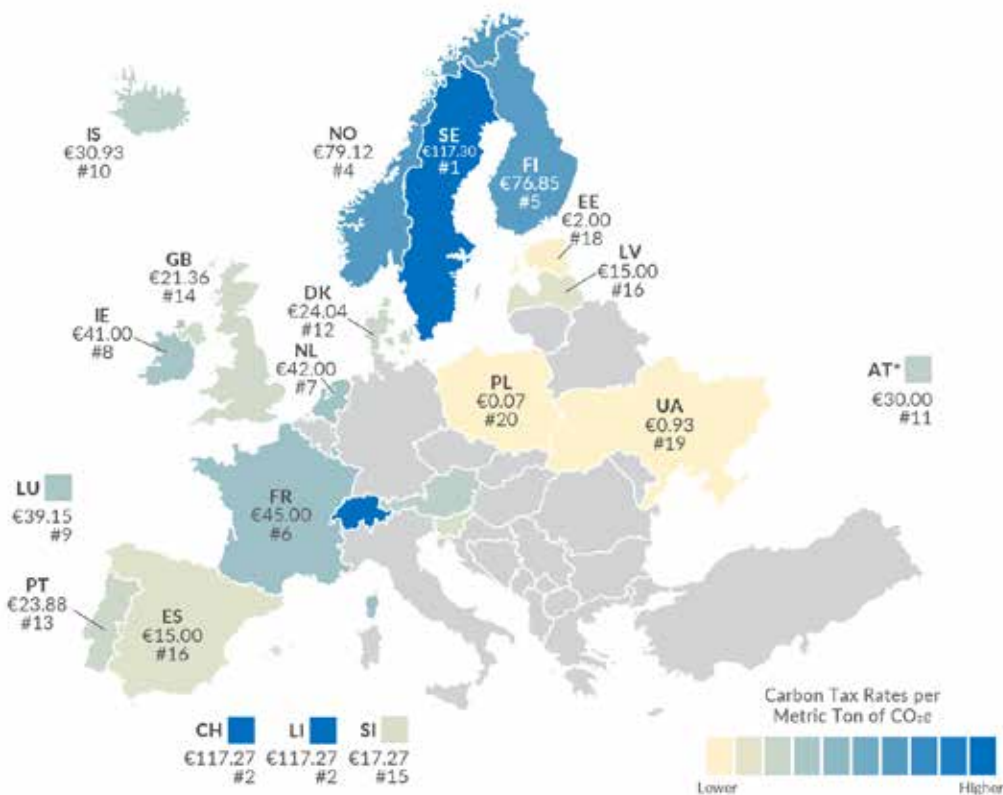 IS
€30.93
#10
NO
€79.12
#4
SE
€117.30
#1
FI
€76.85
#5
EE
€2.00
#18
LV
€15.00
#16
GB
€21.36
#14
DK
€24.04
#12
IE
€41.00
#8
NL
€42.00
#7
PL
€0.07
#20
UA
€0.93
#19
AT*
€30.00
#11
LU
€39.15
#9
FR
€45.00
#6
PT
€23.88
#13
ES
€15.00
#16
CH
€117.27
#2
LI
€117.27
#2
SI
€17.27
#15
Carbon Tax Rates per
Metric Ton of CO₂e
Lower
Higher